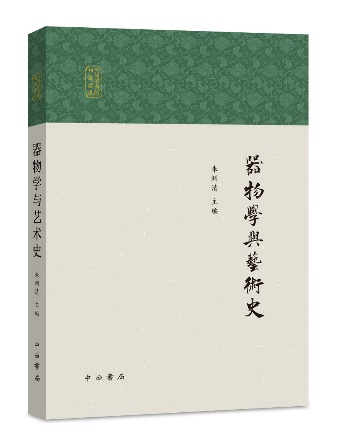 器物學與藝術史
朱渊清 主编
中西書局
器物学与艺术史
朱渊清 主编
中西書局